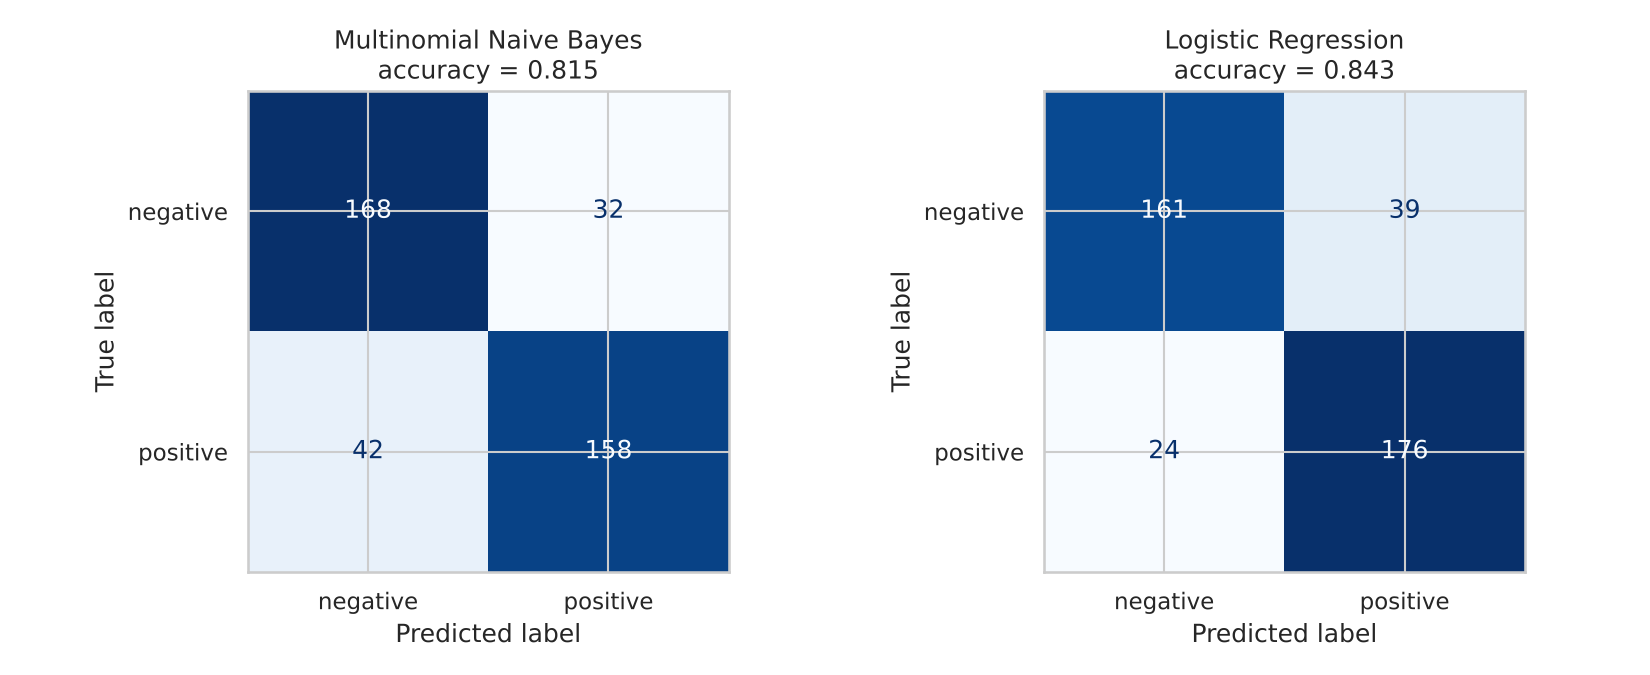 Multinomial Naive Bayes
accuracy = 0.815
negative
168
32
True label
positive
42
158
negative
positive
Predicted label
Logistic Regression
accuracy = 0.843
negative
161
39
True label
positive
24
176
negative
positive
Predicted label